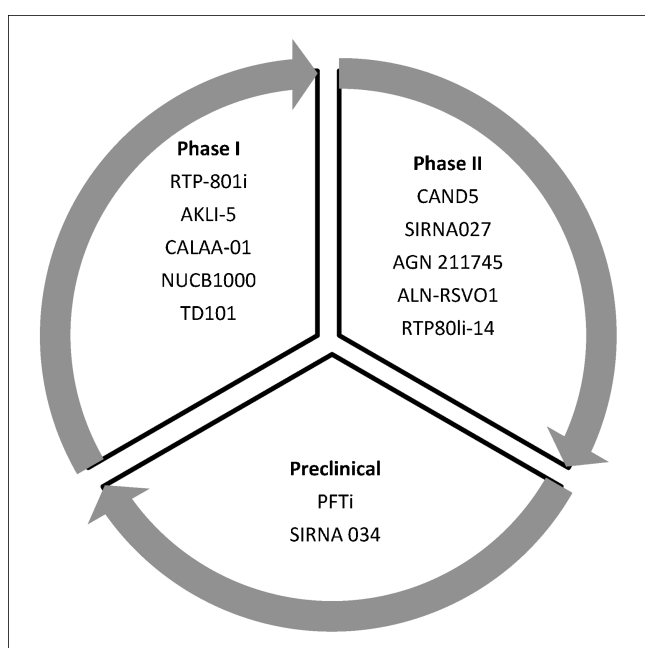 Phase I
RTP-801i
AKLI-5
CALAA-01
NUCB1000
TD101
Phase II
CAND5
SIRNA027
AGN 211745
ALN-RSVO1
RTP80li-14
Preclinical
PFTi
SIRNA 034